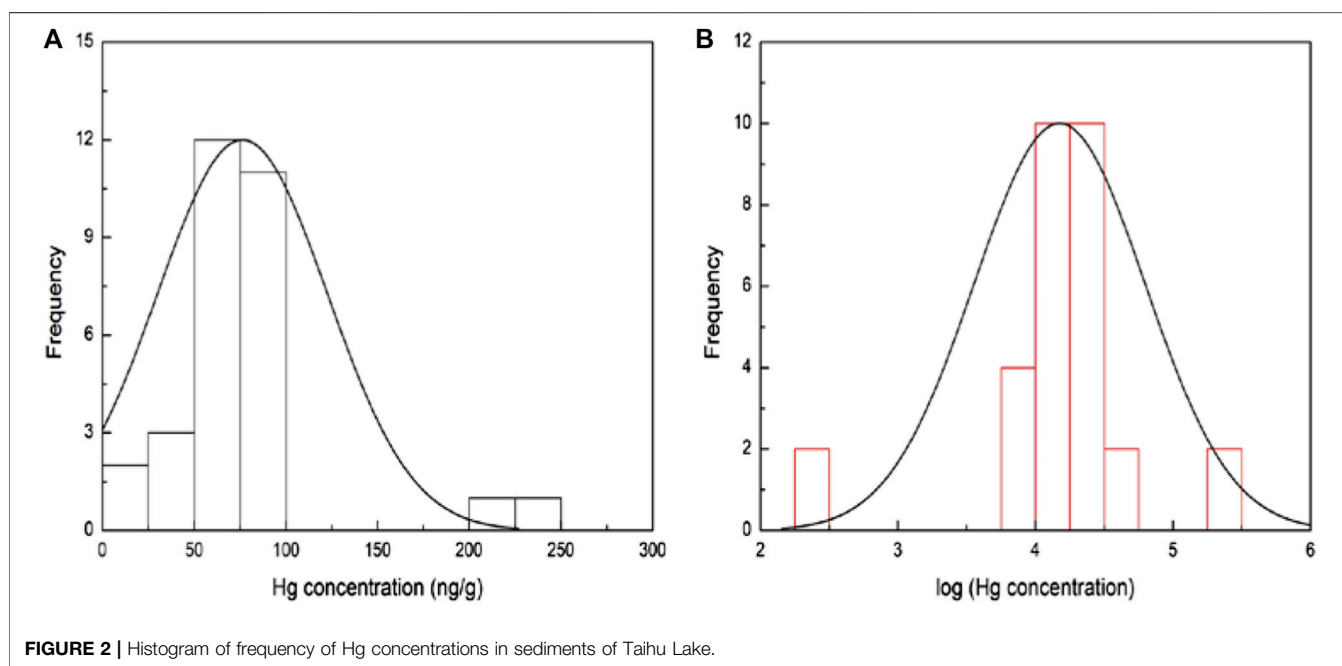 A
15
12
9
6
3
0
Frequency
0 50 100 150 200 250 300
Hg concentration (ng/g)
B
12
10
8
6
4
2
0
Frequency
2 3 4 5 6
log (Hg concentration)
FIGURE 2 | Histogram of frequency of Hg concentrations in sediments of Taihu Lake.